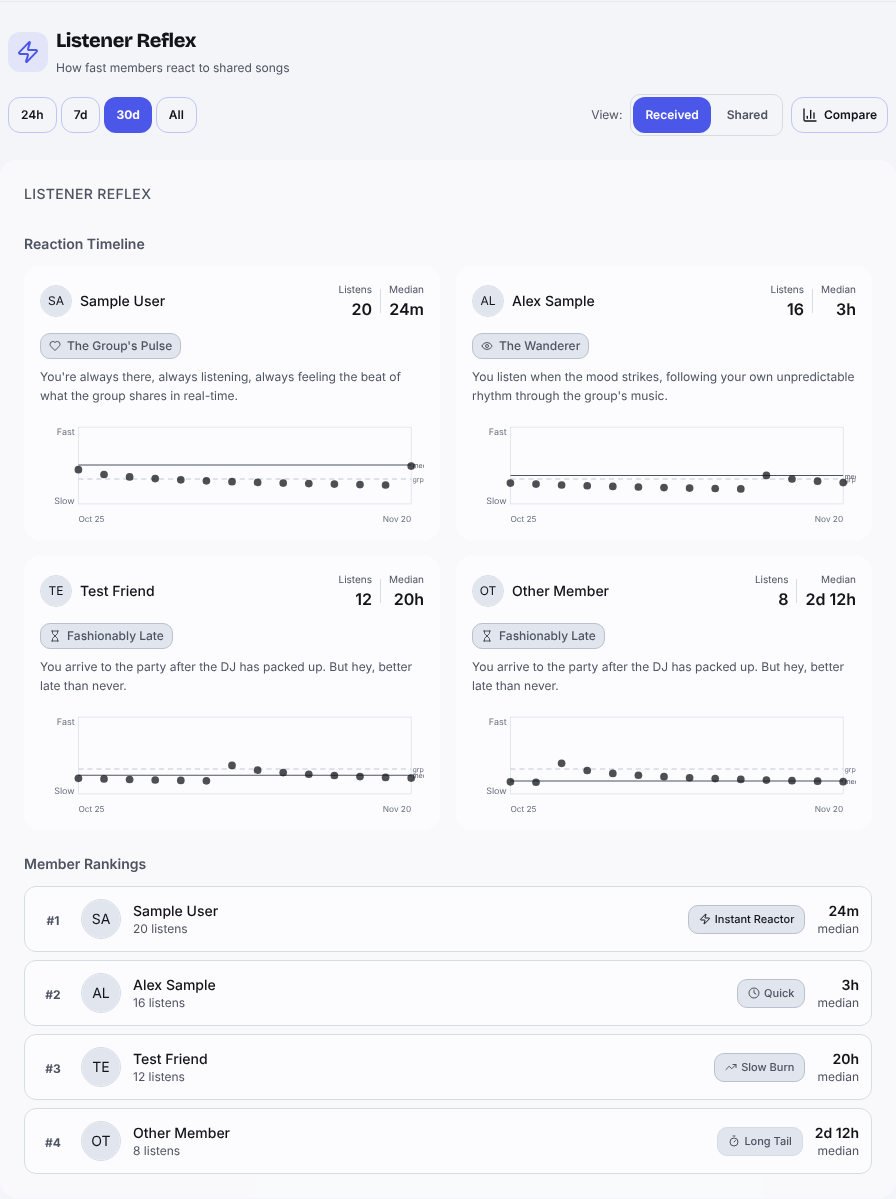 Listener Reflex
How fast members react to shared songs
24h
7d
30d
All
View:
Received
Shared
Compare
LISTENER REFLEX
Reaction Timeline
SA
Sample User
Listens
20
Median
24m
The Group's Pulse
You're always there, always listening, always feeling the beat of
what the group shares in real-time.
Fast
Slow
grp
Oct 25
Nov 20
AL
Alex Sample
Listens
16
Median
3h
The Wanderer
You listen when the mood strikes, following your own unpredictable
rhythm through the group's music.
Fast
Slow
Oct 25
Nov 20
TE
Test Friend
Listens
12
Median
20h
Fashionably Late
You arrive to the party after the DJ has packed up. But hey, better
late than never.
Fast
Slow
grp
Oct 25
Nov 20
OT
Other Member
Listens
8
Median
2d 12h
Fashionably Late
You arrive to the party after the DJ has packed up. But hey, better
late than never.
Fast
Slow
grp
Oct 25
Nov 20
Member Rankings
#1
SA
Sample User
20 listens
Instant Reactor
24m
median
#2
AL
Alex Sample
16 listens
Quick
3h
median
#3
TE
Test Friend
12 listens
Slow Burn
20h
median
#4
OT
Other Member
8 listens
Long Tail
2d 12h
median